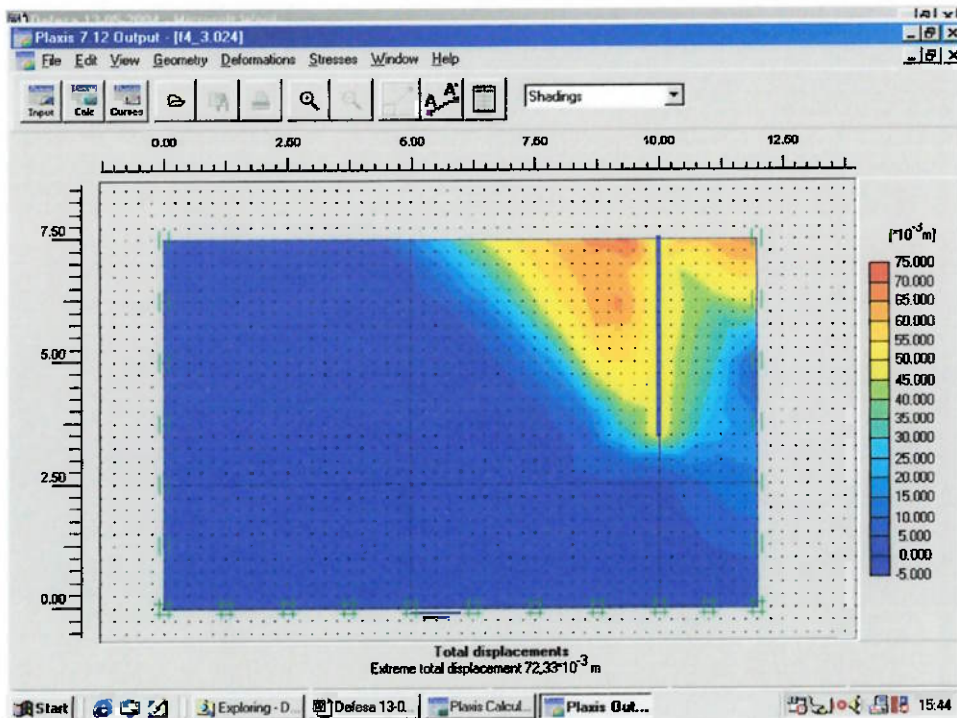 Plaxis 7.12 Output - [f4_3.024]
File Edit View Geometry Deformations Stresses Window Help
Input Calc Curves A A* Shadings
0.00 2.50 5.00 7.50 10.00 12.50
7.50
5.00
2.50
0.00
[*10^-3 m]
75.000
70.000
65.000
60.000
55.000
50.000
45.000
40.000
35.000
30.000
25.000
20.000
15.000
10.000
5.000
0.000
-5.000
Total displacements
Extreme total displacement 72,33*10^-3 m
Start Exploring - D... Defesa 13-0... Plaxis Calcul... Plaxis Out... 15:44